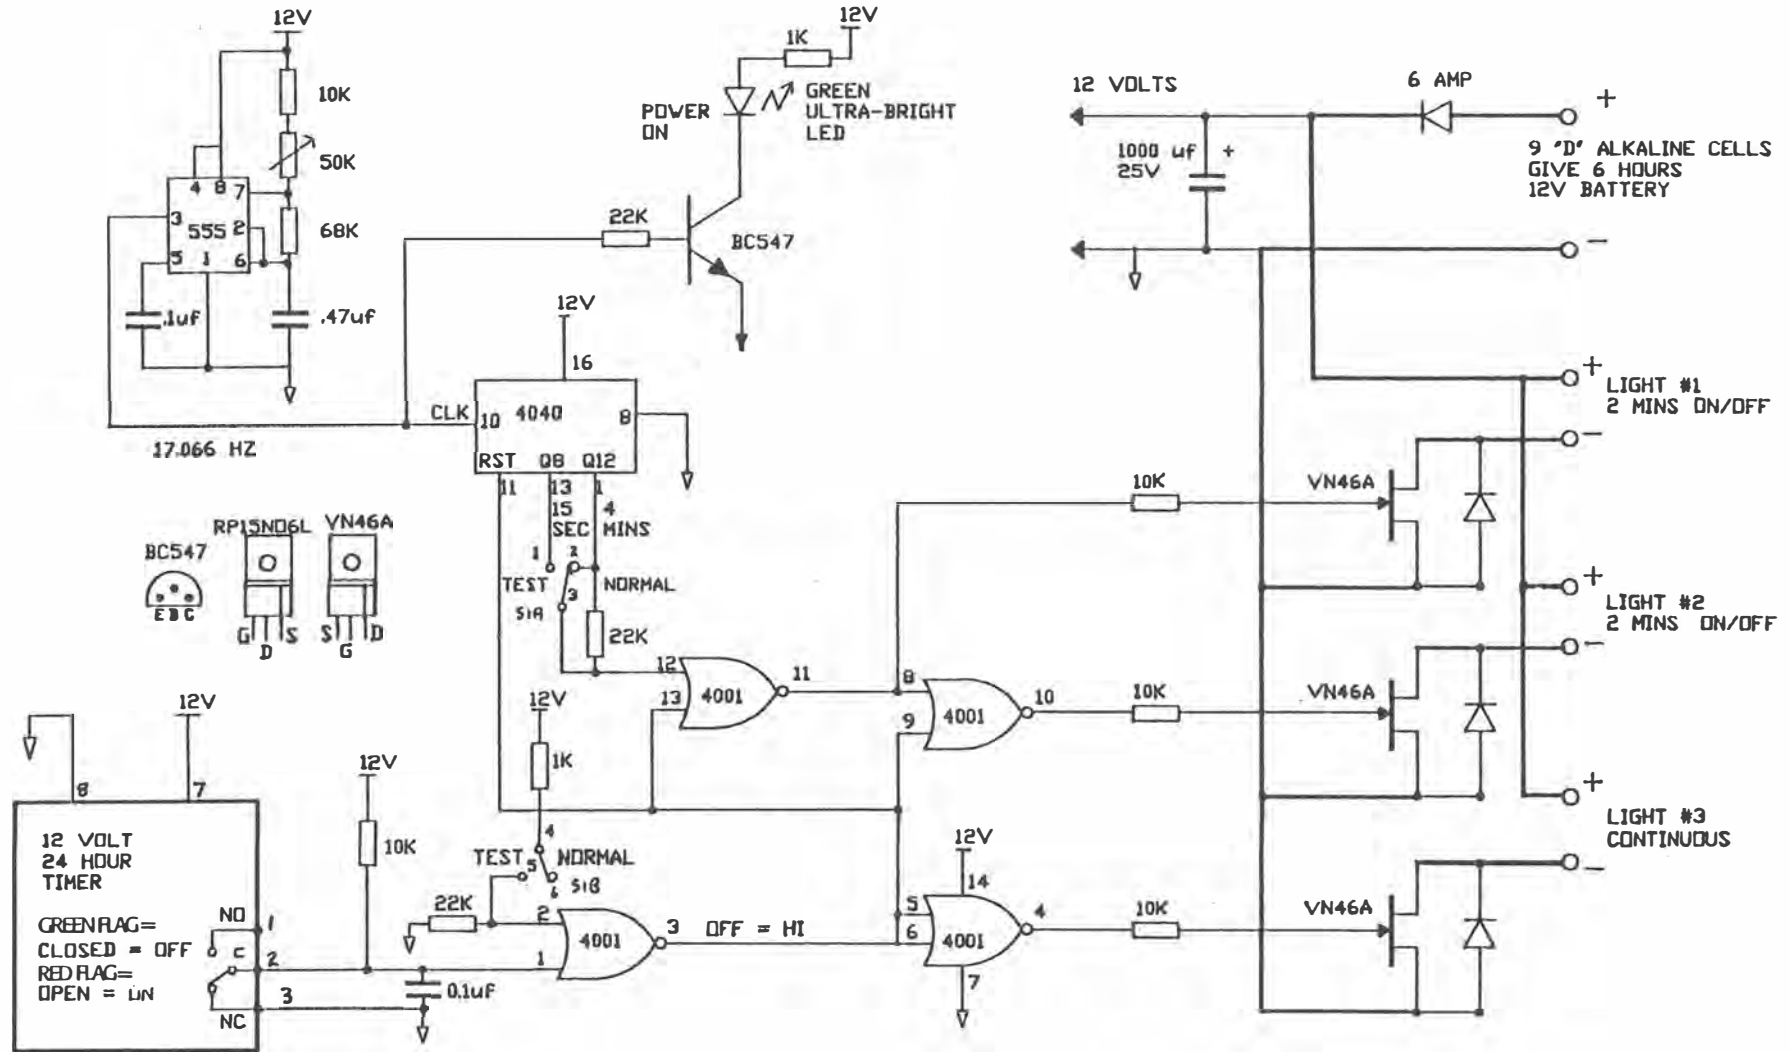 12V
10K
50K
68K
4 8 7
3 555 2
5 1 6
.1uf
.47uf
17.066 HZ
12V
1K
POWER
ON
GREEN
ULTRA-BRIGHT
LED
22K
BC547
12 VOLTS
6 AMP
+
1000 uf +
25V
9 "D" ALKALINE CELLS
GIVE 6 HOURS
12V BATTERY
-
12V
16
CLK 10 4040 8
RST Q8 Q12
11 13 1
15 4
SEC MINS
1 2
TEST NORMAL
3
S1A
22K
RP15N06L VN46A
BC547
E B C
G D S
S G D
12 4001 11
13
8 4001 10
9
10K
VN46A
+
LIGHT #1
2 MINS ON/OFF
-
10K
VN46A
+
LIGHT #2
2 MINS ON/OFF
-
+
LIGHT #3
CONTINUOUS
-
12V
1K
4
TEST 5 NORMAL
6 S1B
22K
2 4001 3
1
OFF = HI
12V
14
5 4001 4
6
7
10K
VN46A
12V
8 7
12 VOLT
24 HOUR
TIMER
GREEN FLAG=
CLOSED = OFF
RED FLAG=
OPEN = ON
NO 1
C 2
3
NC
12V
10K
0.1uf